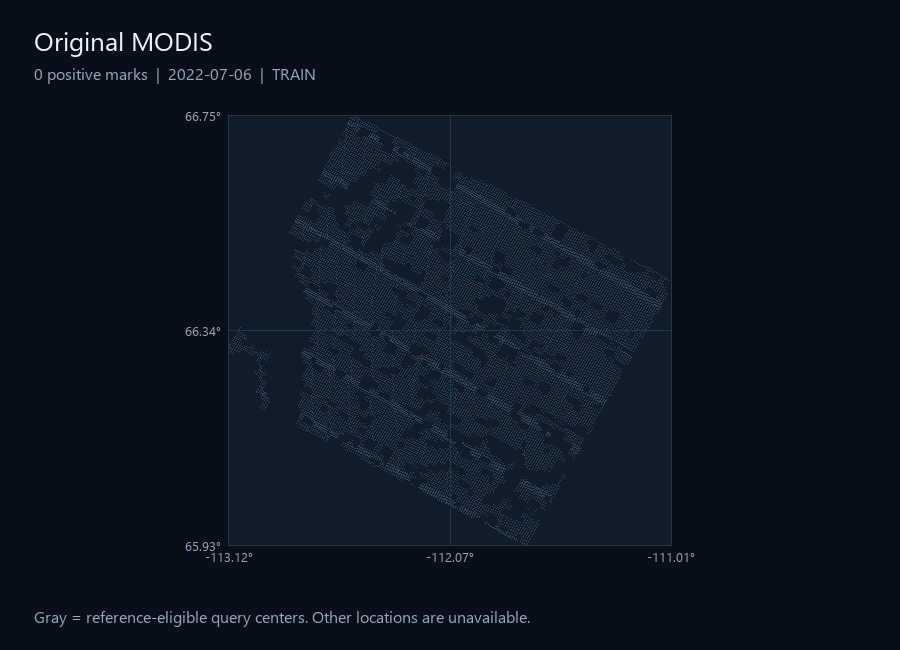 Original MODIS
0 positive marks | 2022-07-06 | TRAIN
66.75°
66.34°
65.93°
-113.12°
-112.07°
-111.01°
Gray = reference-eligible query centers. Other locations are unavailable.